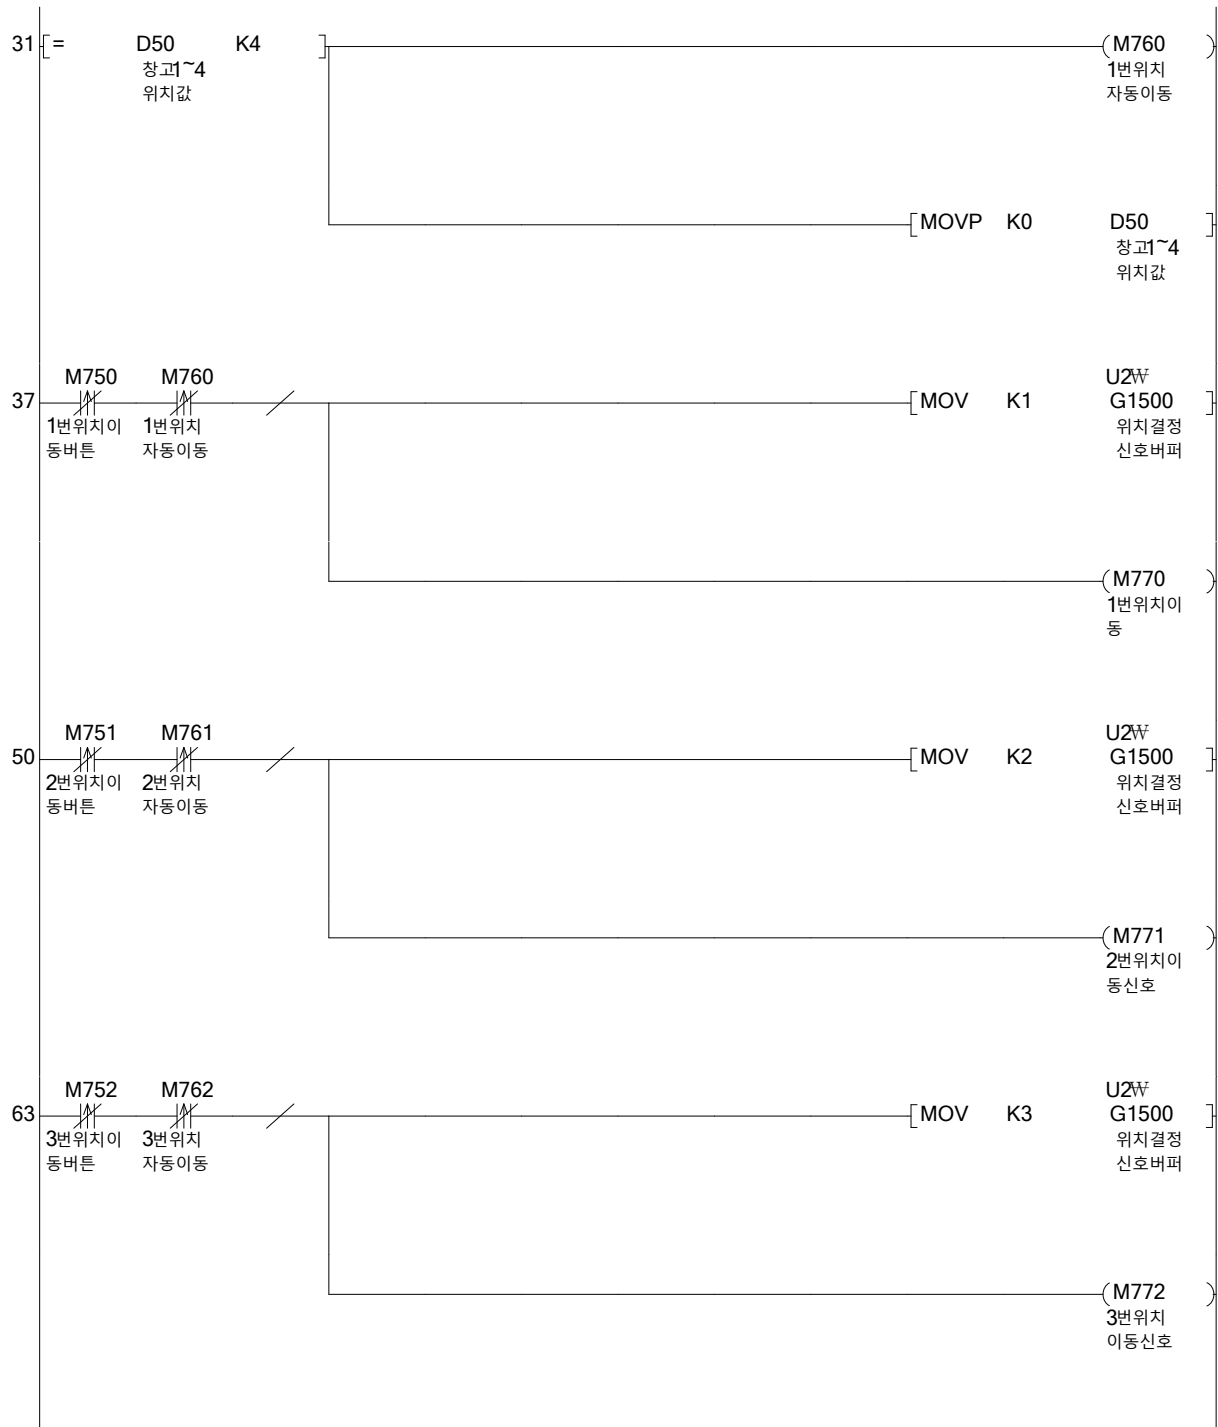 31 = D50 K4 M760
창고1~4 1번위치
위치값 자동이동
MOVP K0 D50
창고1~4
위치값
M750 M760 U2₩
37 MOV K1 G1500
1번위치이 1번위치 위치결정
동버튼 자동이동 신호버퍼
M770
1번위치이
동
M751 M761 U2₩
50 MOV K2 G1500
2번위치이 2번위치 위치결정
동버튼 자동이동 신호버퍼
M771
2번위치이
동신호
M752 M762 U2₩
63 MOV K3 G1500
3번위치이 3번위치 위치결정
동버튼 자동이동 신호버퍼
M772
3번위치
이동신호